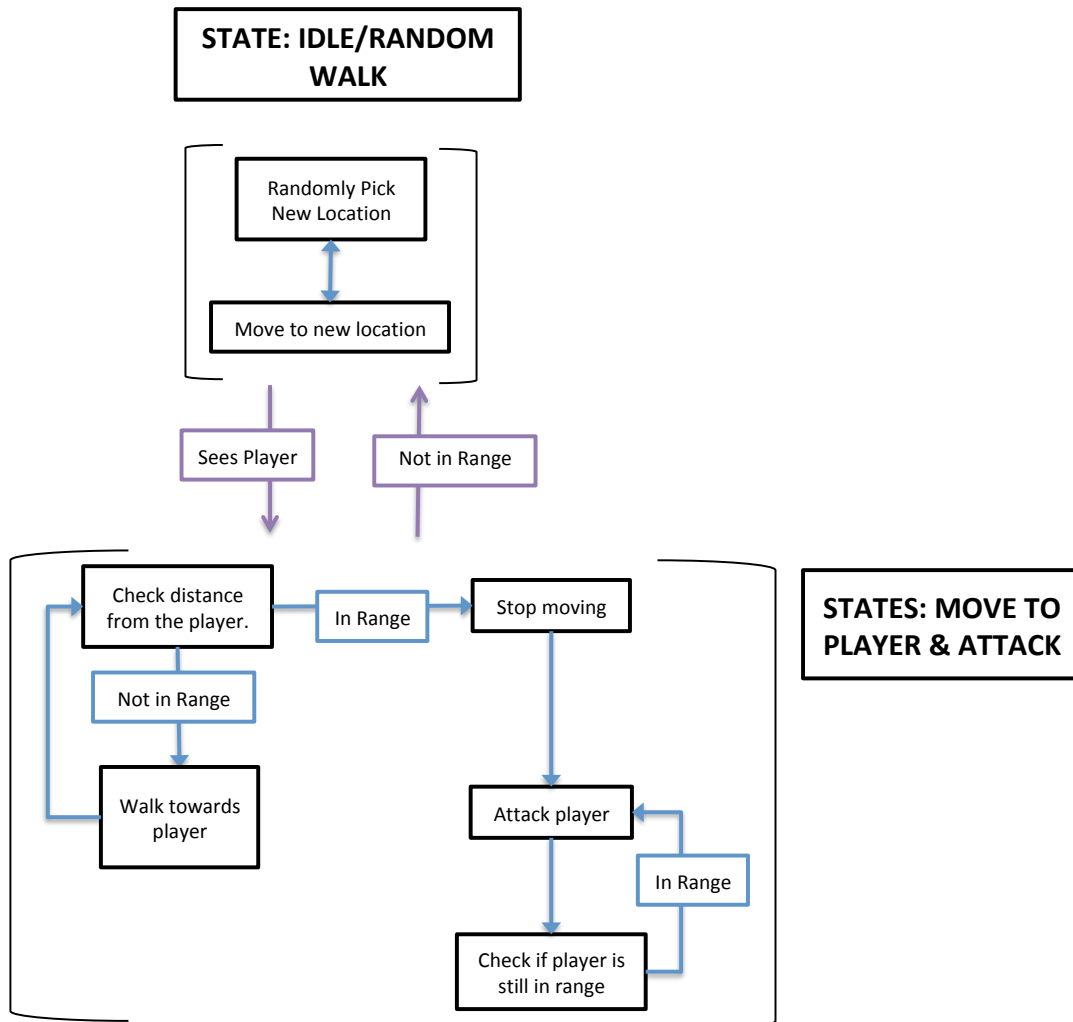 STATE: IDLE/RANDOM
WALK
Randomly Pick
New Location
Move to new location
Sees Player
Not in Range
Check distance
from the player.
In Range
Stop moving
STATES: MOVE TO
PLAYER & ATTACK
Not in Range
Walk towards
player
Attack player
In Range
Check if player is
still in range